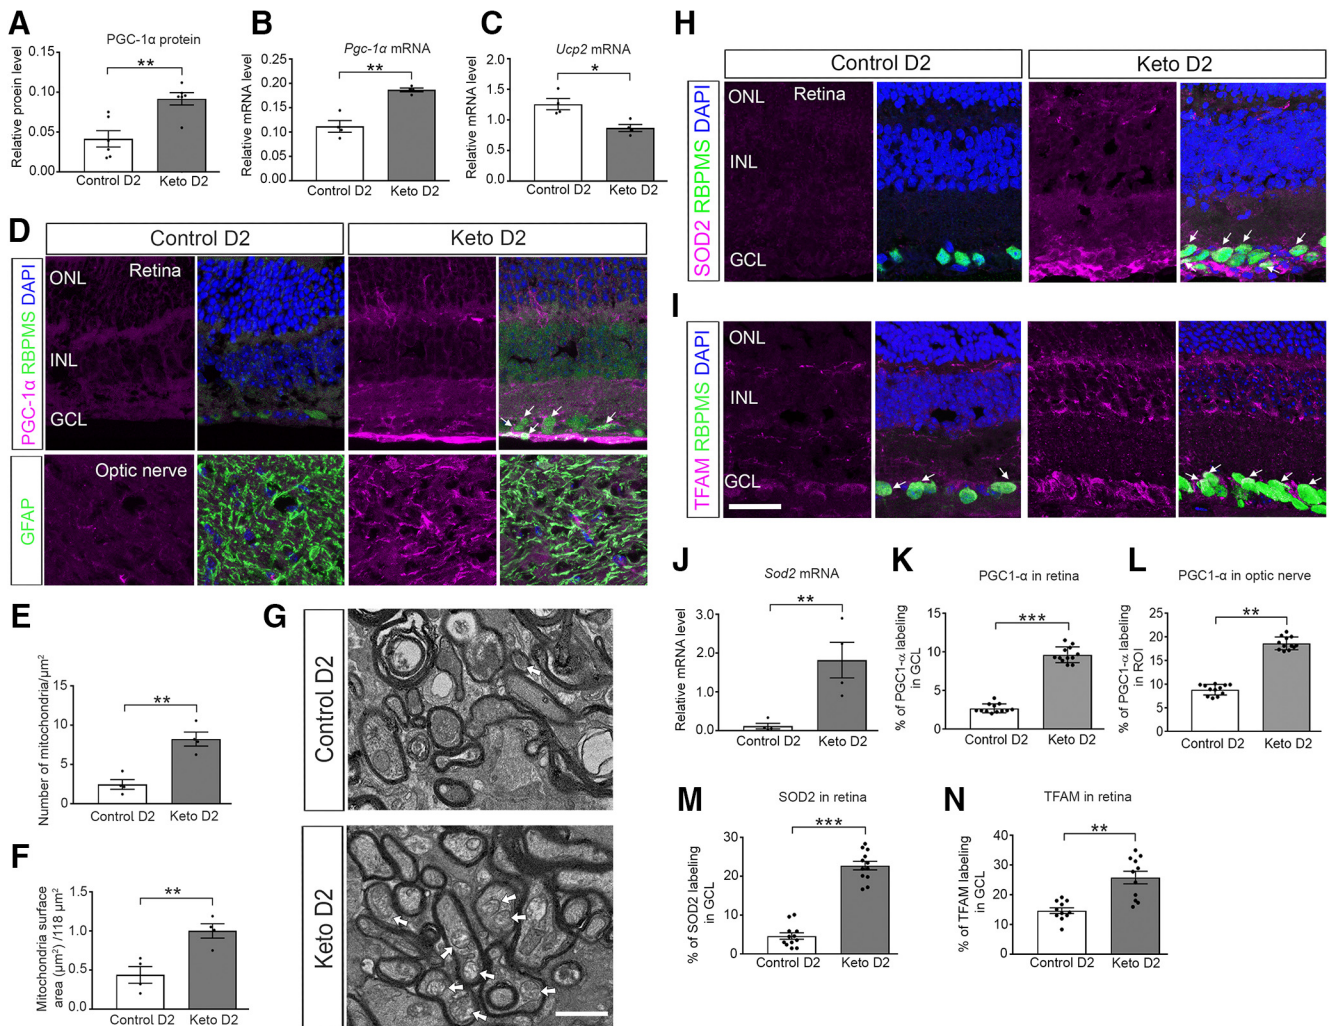 A
PGC-1α protein
Relative proein level
0.15
0.10
0.05
0.00
**
Control D2
Keto D2
B
Pgc-1α mRNA
Relative mRNA level
0.25
0.20
0.15
0.10
0.05
0.00
**
Control D2
Keto D2
C
Ucp2 mRNA
Relative mRNA level
2.0
1.5
1.0
0.5
0.0
*
Control D2
Keto D2
D
Control D2
Keto D2
PGC-1α RBPMS DAPI
ONL
Retina
INL
GCL
GFAP
Optic nerve
E
Number of mitochondria/μm²
15
10
5
0
**
Control D2
Keto D2
F
Mitochondria surface
area (μm²) /118 μm²
1.5
1.0
0.5
0.0
**
Control D2
Keto D2
G
Control D2
Keto D2
H
Control D2
Keto D2
SOD2 RBPMS DAPI
ONL
Retina
INL
GCL
I
TFAM RBPMS DAPI
ONL
INL
GCL
J
Sod2 mRNA
Relative mRNA level
3.0
2.0
1.0
0.0
**
Control D2
Keto D2
K
PGC1-α in retina
% of PGC1-α labeling
in GCL
15
10
5
0
***
Control D2
Keto D2
L
PGC1-α in optic nerve
% of PGC1-α labeling
in ROI
25
20
15
10
5
0
**
Control D2
Keto D2
M
SOD2 in retina
% of SOD2 labeling
in GCL
30
20
10
0
***
Control D2
Keto D2
N
TFAM in retina
% of TFAM labeling
in GCL
40
30
20
10
0
**
Control D2
Keto D2